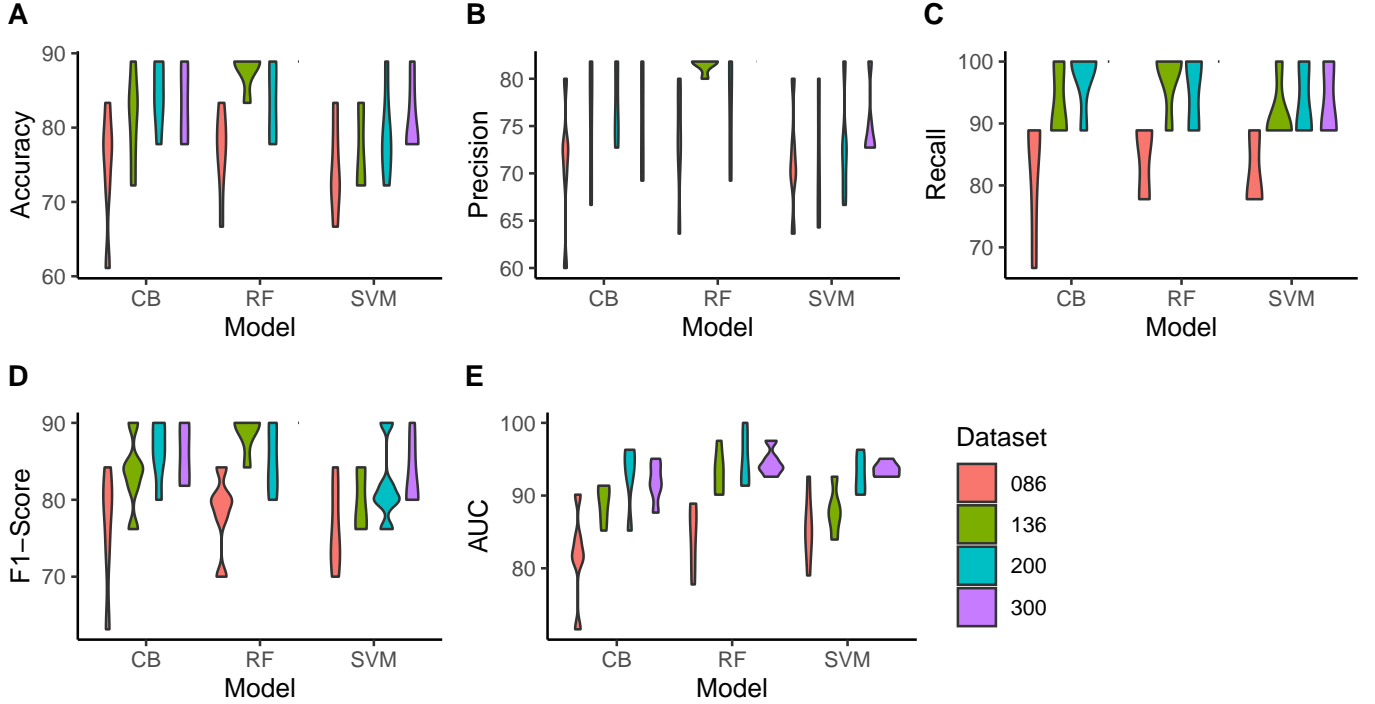 A
Accuracy
90
80
70
60
CB RF SVM
Model
B
Precision
80
75
70
65
60
CB RF SVM
Model
C
Recall
100
90
80
70
CB RF SVM
Model
D
F1−Score
90
80
70
CB RF SVM
Model
E
AUC
100
90
80
CB RF SVM
Model
Dataset
086
136
200
300